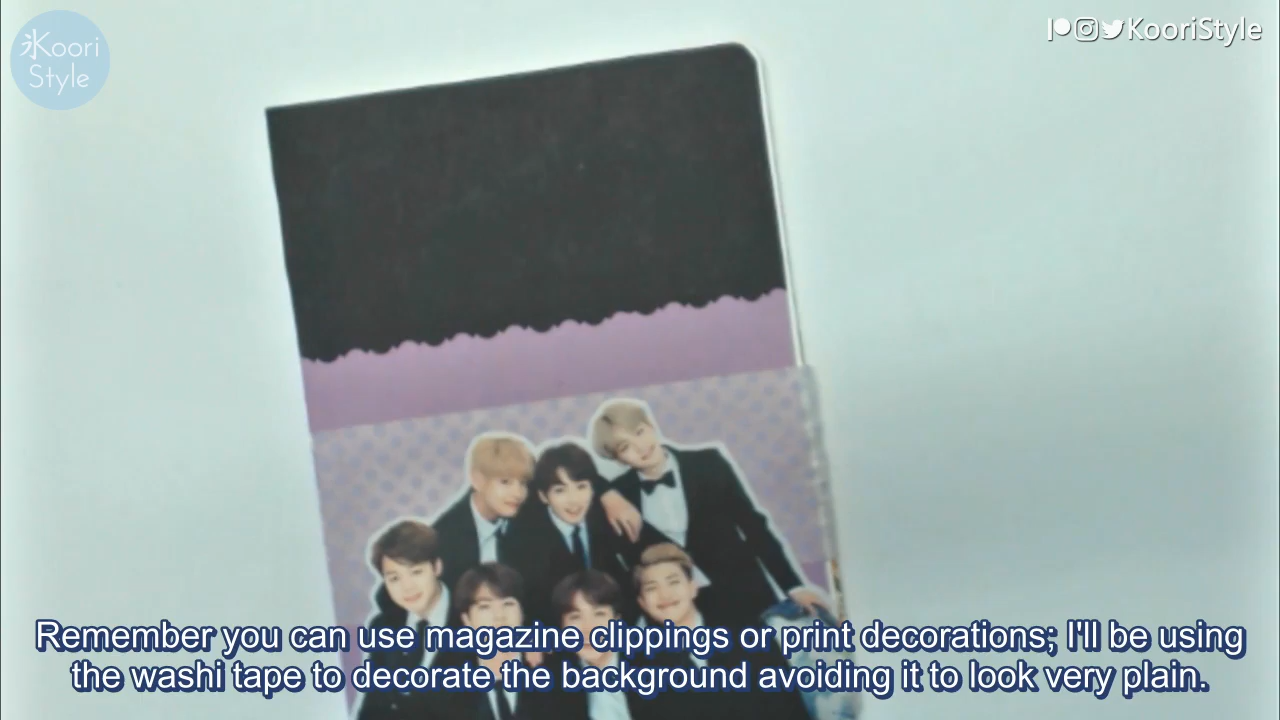 氷Koori
Style
KooriStyle
Remember you can use magazine clippings or print decorations; I'll be using
the washi tape to decorate the background avoiding it to look very plain.